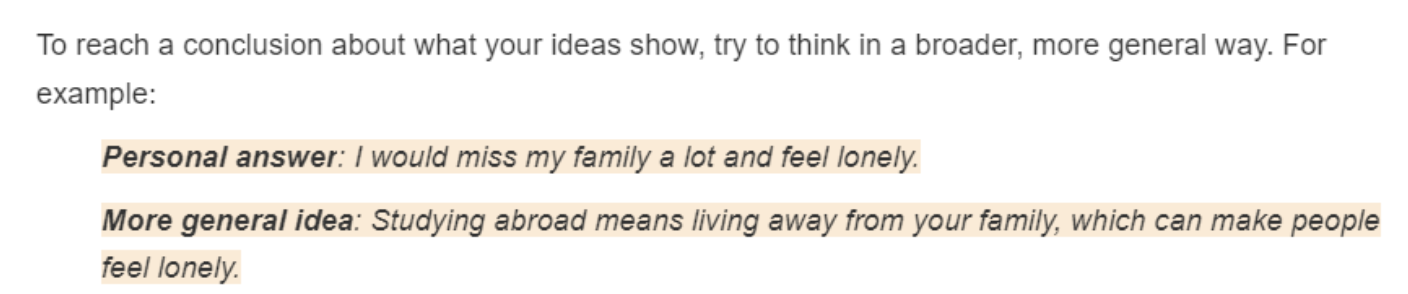 To reach a conclusion about what your ideas show, try to think in a broader, more general way. For
example:
Personal answer: I would miss my family a lot and feel lonely.
More general idea: Studying abroad means living away from your family, which can make people
feel lonely.